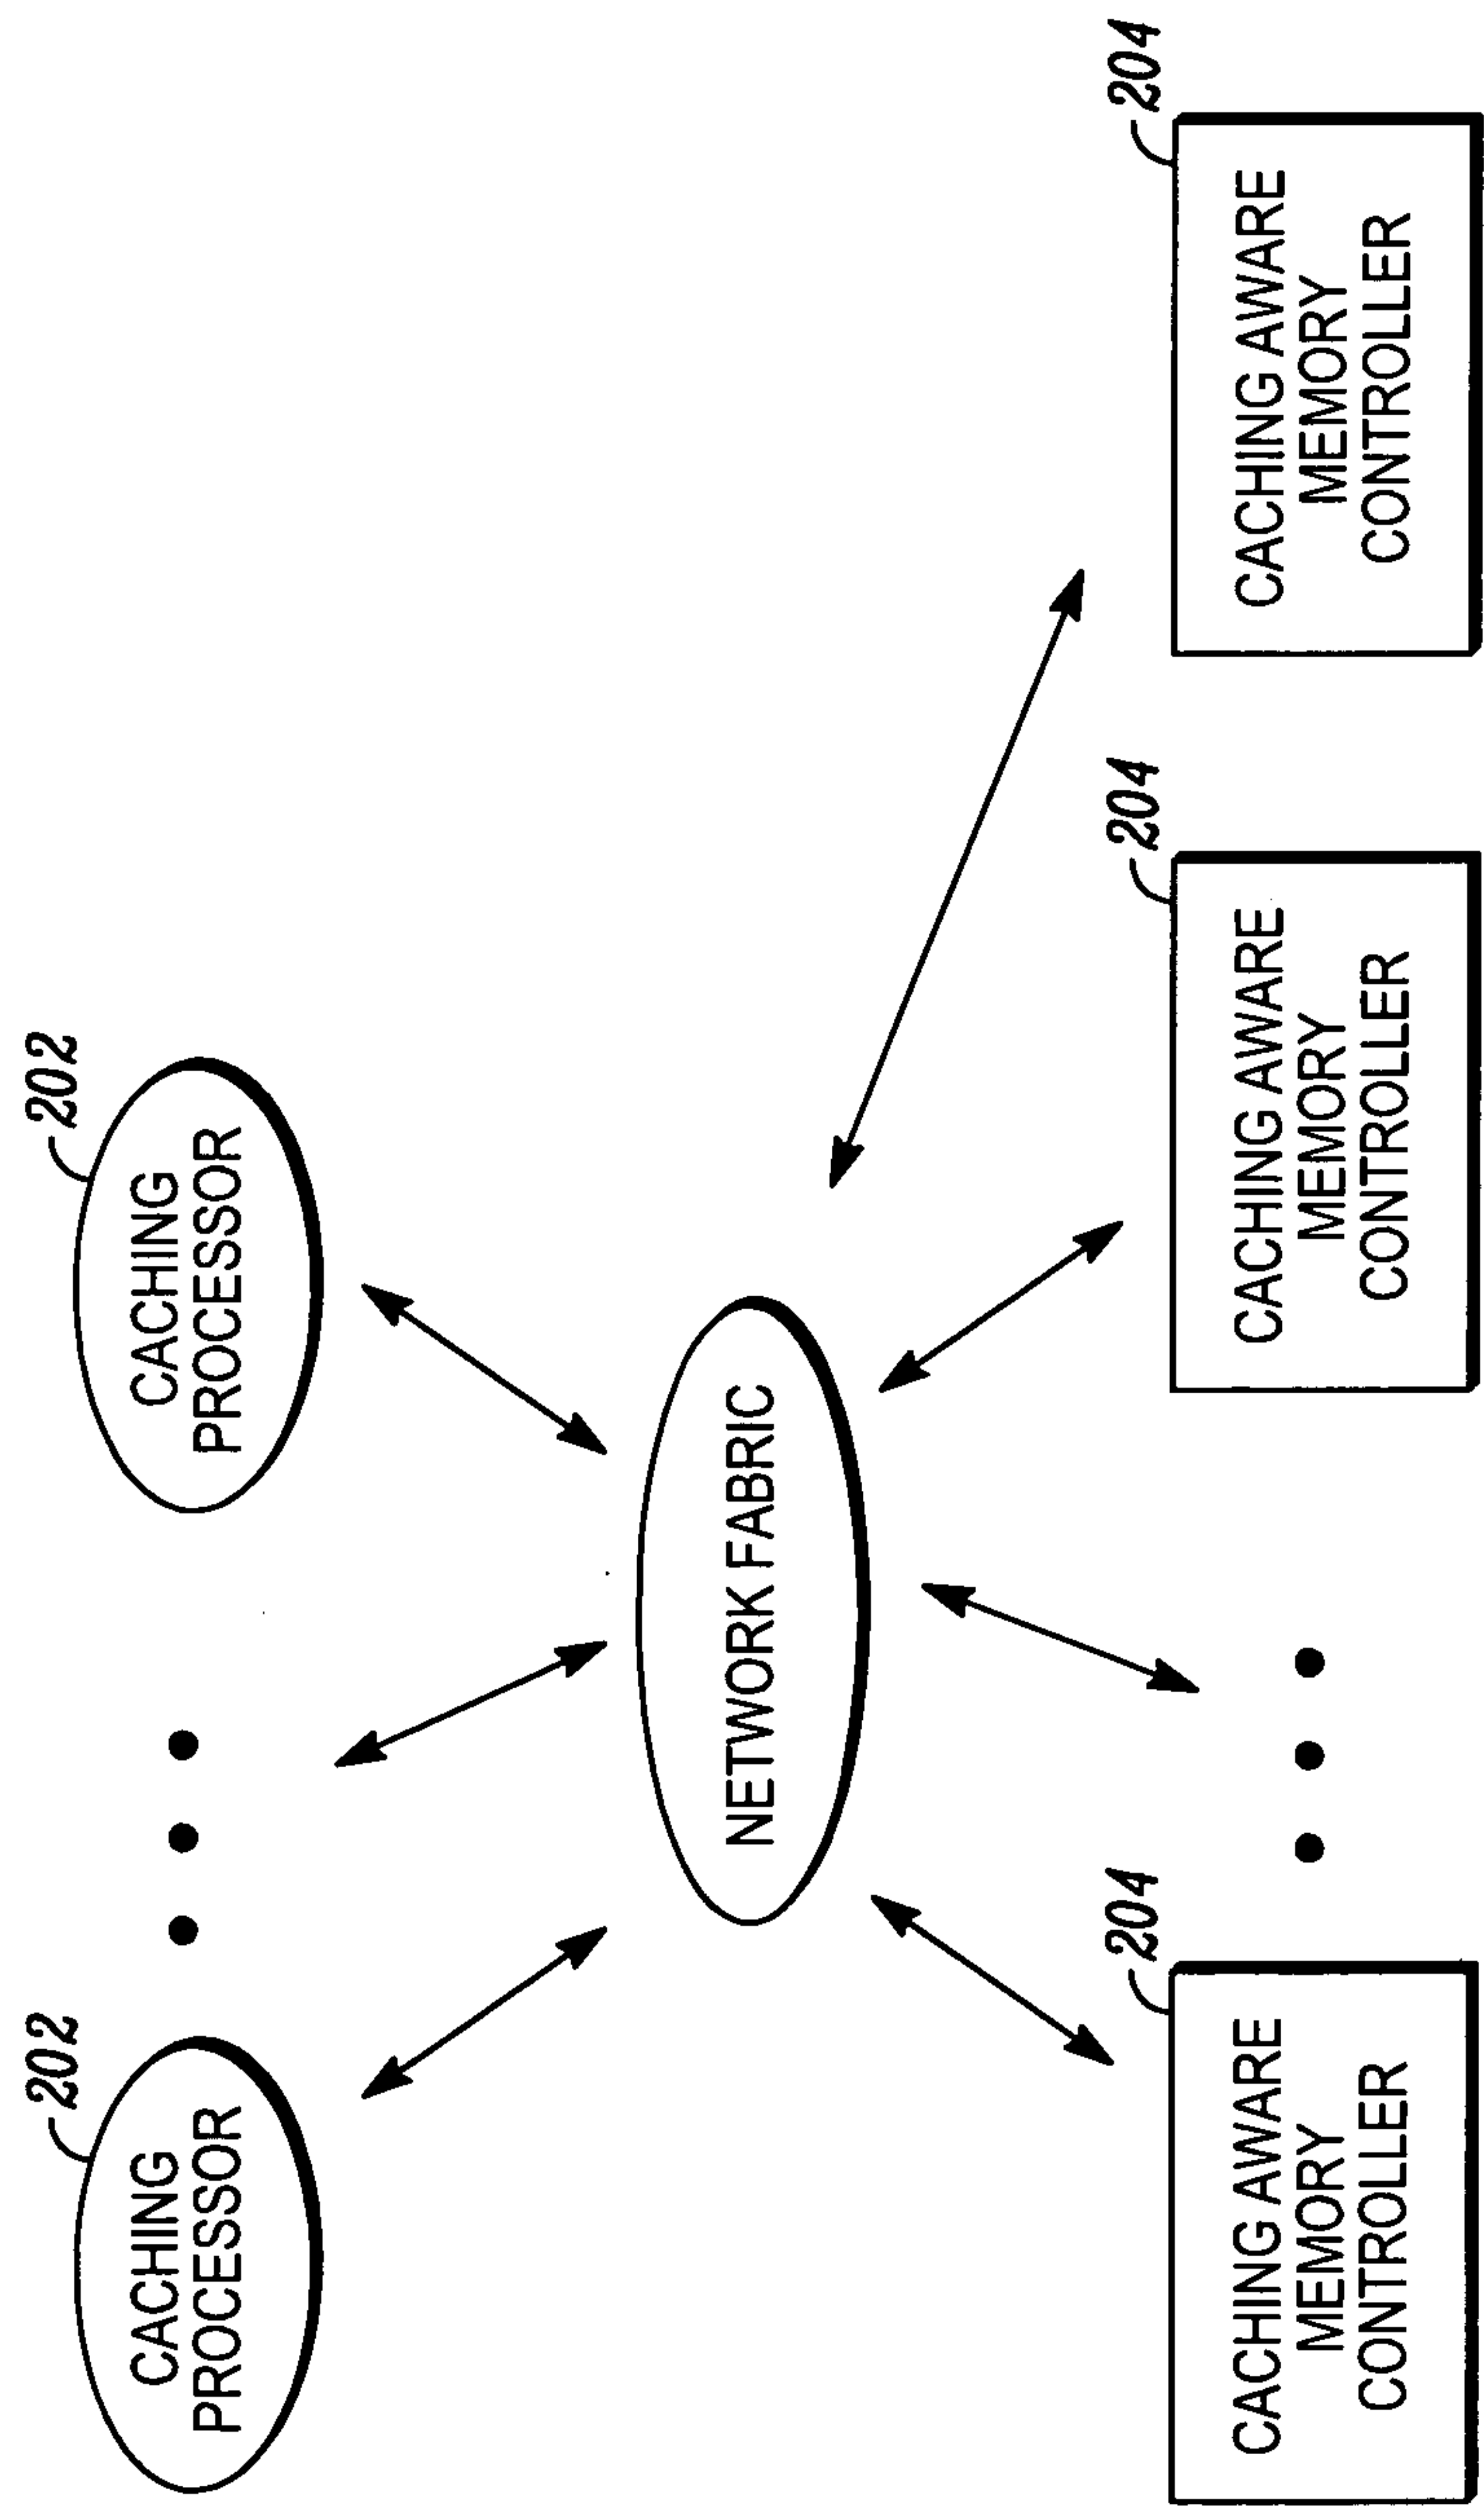 202
CACHING
PROCESSOR
202
CACHING
PROCESSOR
NETWORK FABRIC
204
CACHING AWARE
MEMORY
CONTROLLER
204
CACHING AWARE
MEMORY
CONTROLLER
204
CACHING AWARE
MEMORY
CONTROLLER